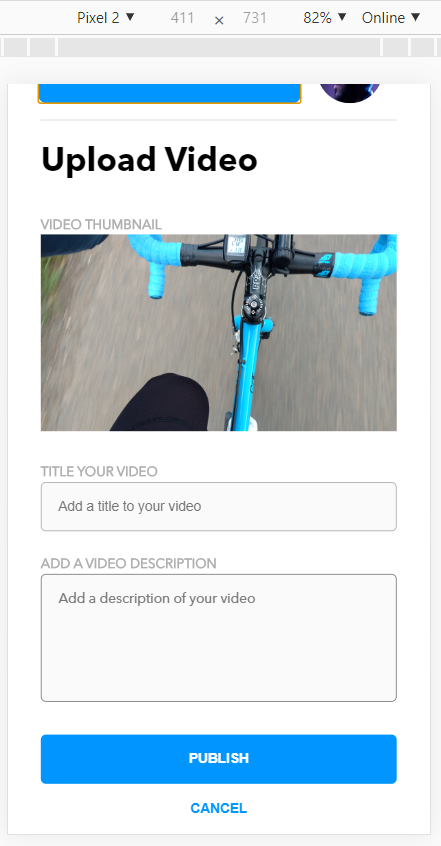 Pixel 2 ▼ 411 × 731 82% ▼ Online ▼
Upload Video
VIDEO THUMBNAIL
TITLE YOUR VIDEO
Add a title to your video
ADD A VIDEO DESCRIPTION
Add a description of your video
PUBLISH
CANCEL